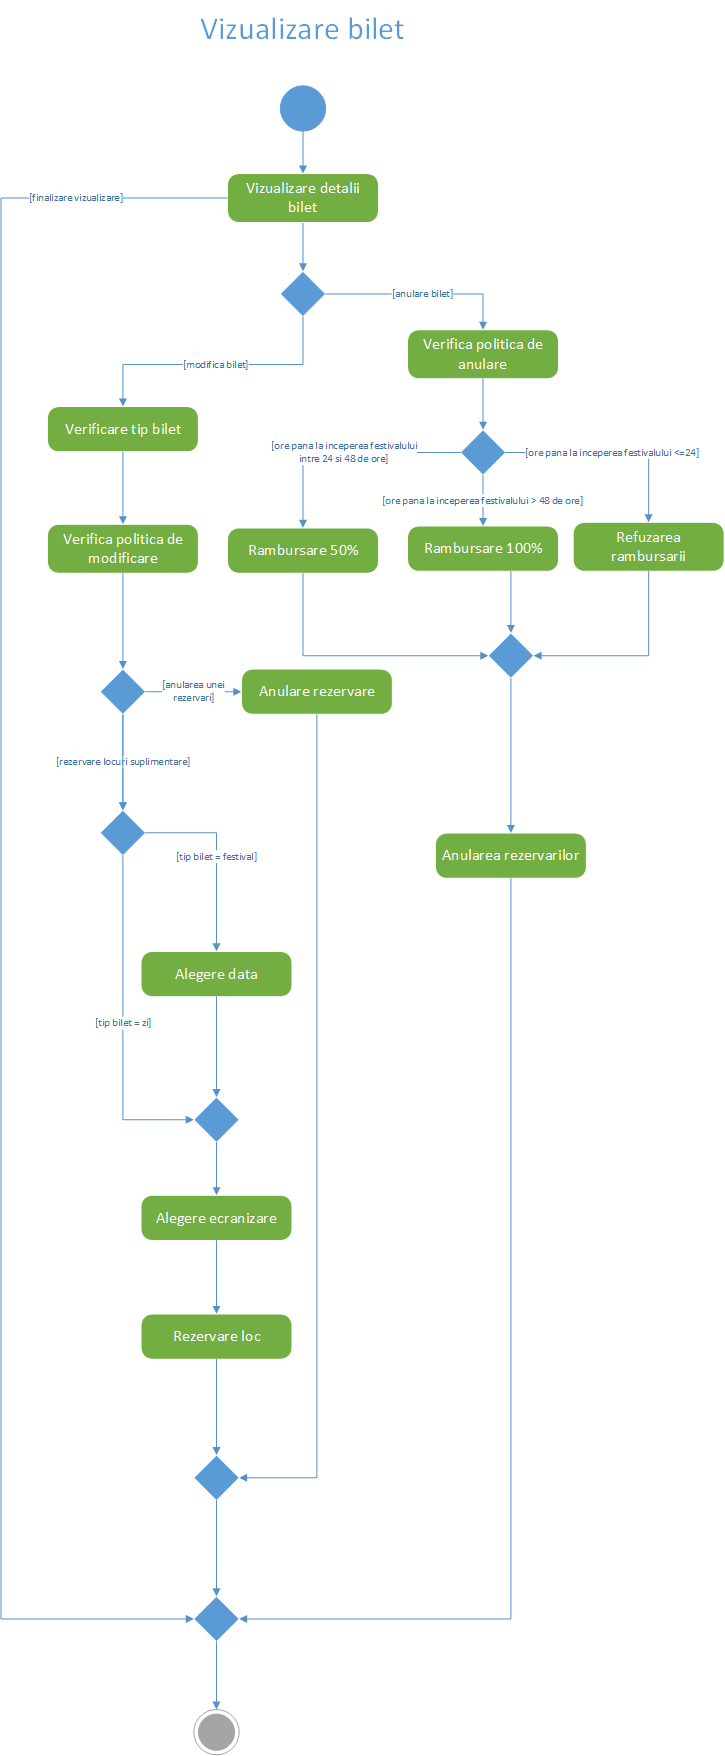 Vizualizare bilet
Vizualizare detalii
bilet
[finalizare vizualizare]
[anulare bilet]
[modifica bilet]
Verifica politica de
anulare
Verificare tip bilet
[ore pana la inceperea festivalului
intre 24 si 48 de ore]
[ore pana la inceperea festivalului <=24]
[ore pana la inceperea festivalului > 48 de ore]
Verifica politica de
modificare
Rambursare 50%
Rambursare 100%
Refuzarea
rambursarii
[anularea unei
rezervari]
Anulare rezervare
[rezervare locuri suplimentare]
[tip bilet = festival]
Anularea rezervarilor
Alegere data
[tip bilet = zi]
Alegere ecranizare
Rezervare loc